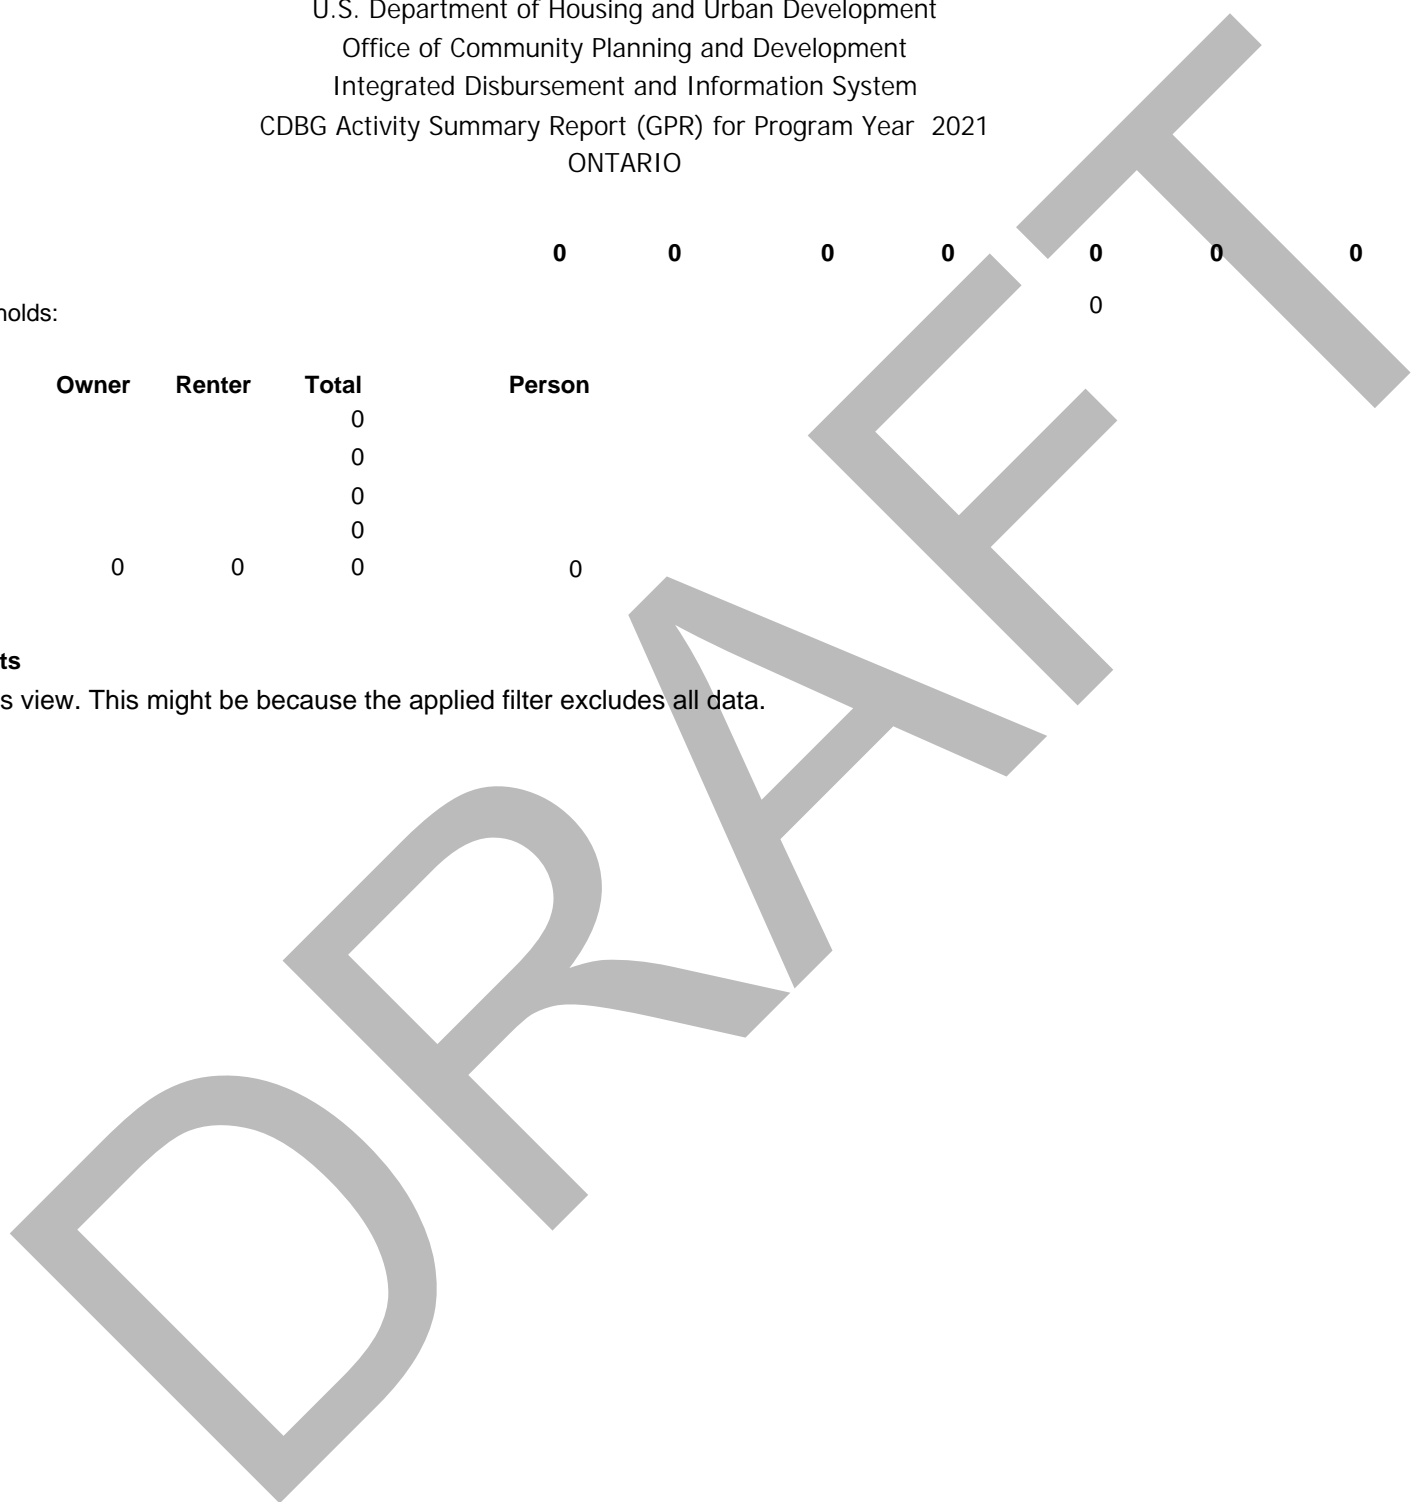 U.S. Department of Housing and Urban Development
Office of Community Planning and Development
Integrated Disbursement and Information System
CDBG Activity Summary Report (GPR) for Program Year 2021
ONTARIO
0 0 0 0 0 0 0
holds: 0
Owner Renter Total Person
0
0
0
0
0 0 0 0
ts
s view. This might be because the applied filter excludes all data.
DRAFT